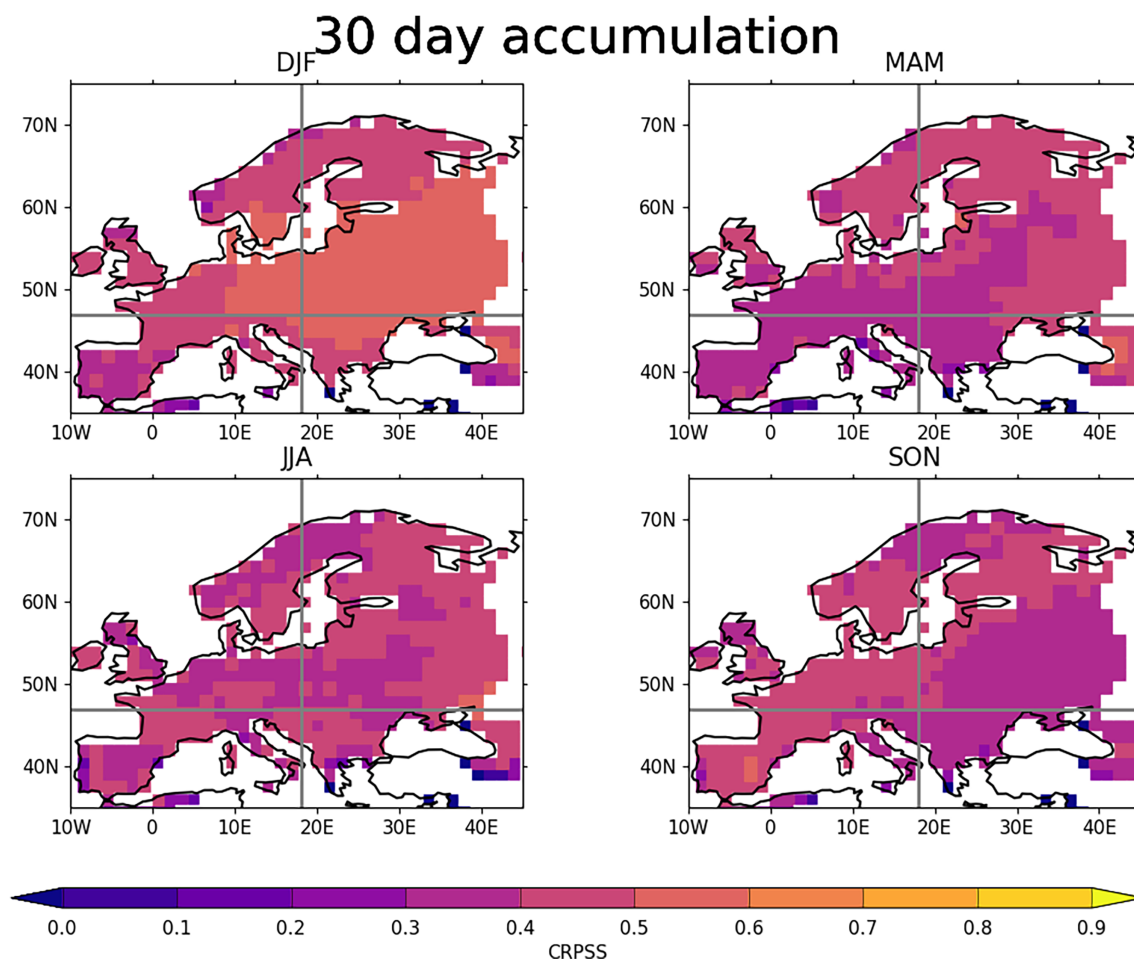 30 day accumulation
DJF
MAM
70N
60N
50N
40N
10W 0 10E 20E 30E 40E
70N
60N
50N
40N
10W 0 10E 20E 30E 40E
JJA
SON
70N
60N
50N
40N
10W 0 10E 20E 30E 40E
70N
60N
50N
40N
10W 0 10E 20E 30E 40E
0.0 0.1 0.2 0.3 0.4 0.5 0.6 0.7 0.8 0.9
CRPSS